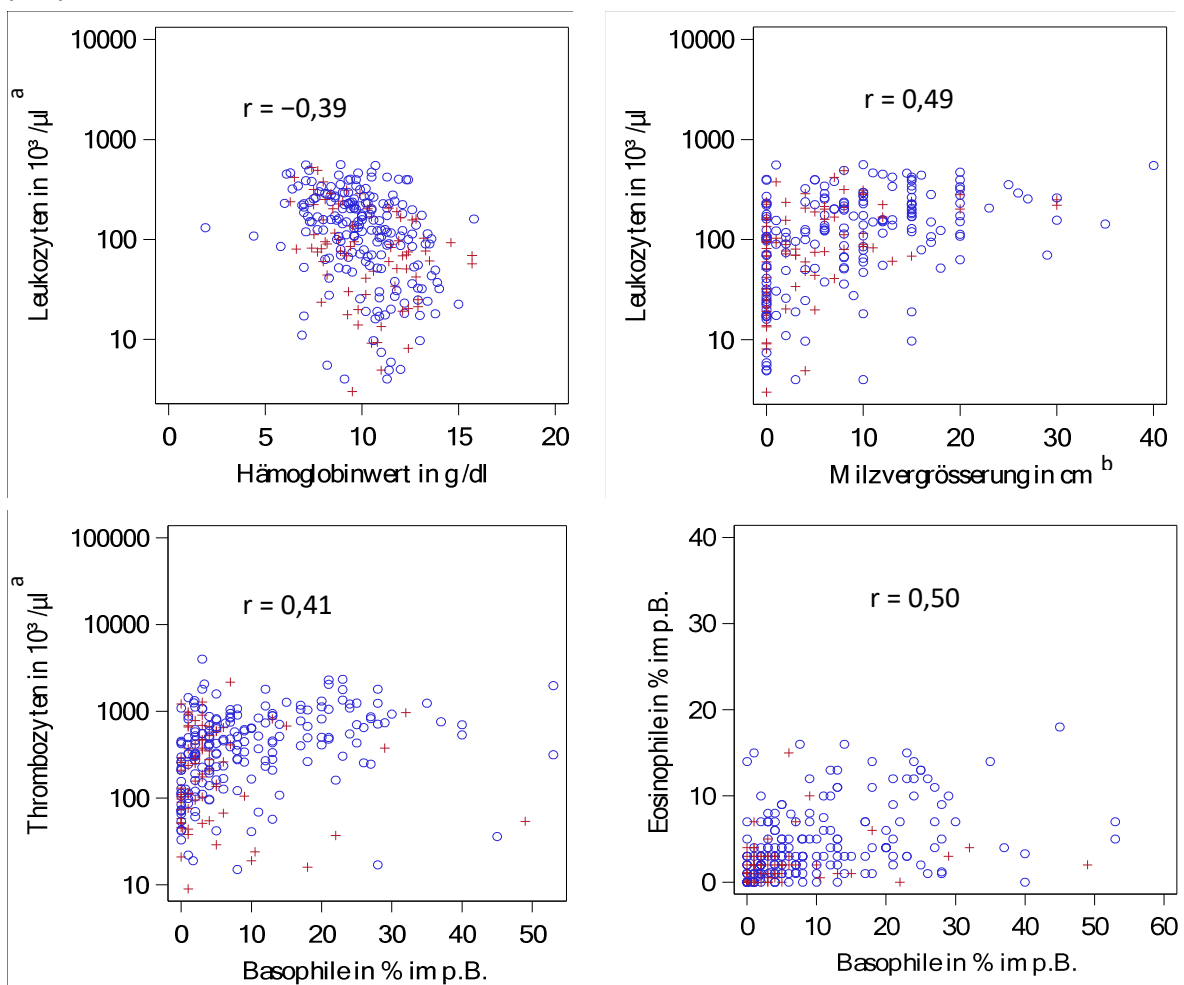 10000
1000
100
10
Leukozyten in 10³ /µl a
r = −0,39
0 5 10 15 20
Hämoglobinwert in g/dl
10000
1000
100
10
Leukozyten in 10³ /µl
r = 0,49
0 10 20 30 40
Milzvergrösserung in cm b
100000
10000
1000
100
10
Thrombozyten in 10³ /µl a
r = 0,41
0 10 20 30 40 50
Basophile in % im p.B.
40
30
20
10
0
Eosinophile in % im p.B.
r = 0,50
0 10 20 30 40 50 60
Basophile in % im p.B.